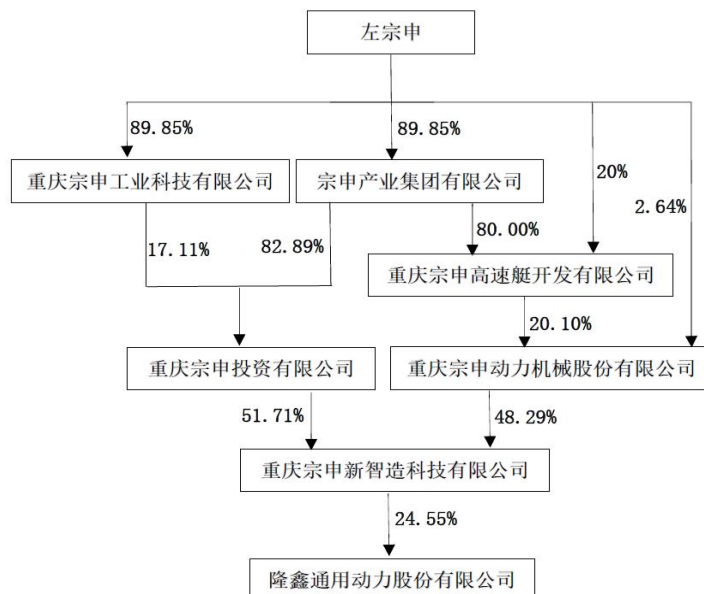 左宗申
89.85%
89.85%
20%
2.64%
重庆宗申工业科技有限公司
宗申产业集团有限公司
17.11%
82.89%
80.00%
重庆宗申高速艇开发有限公司
20.10%
重庆宗申投资有限公司
重庆宗申动力机械股份有限公司
51.71%
48.29%
重庆宗申新智造科技有限公司
24.55%
隆鑫通用动力股份有限公司